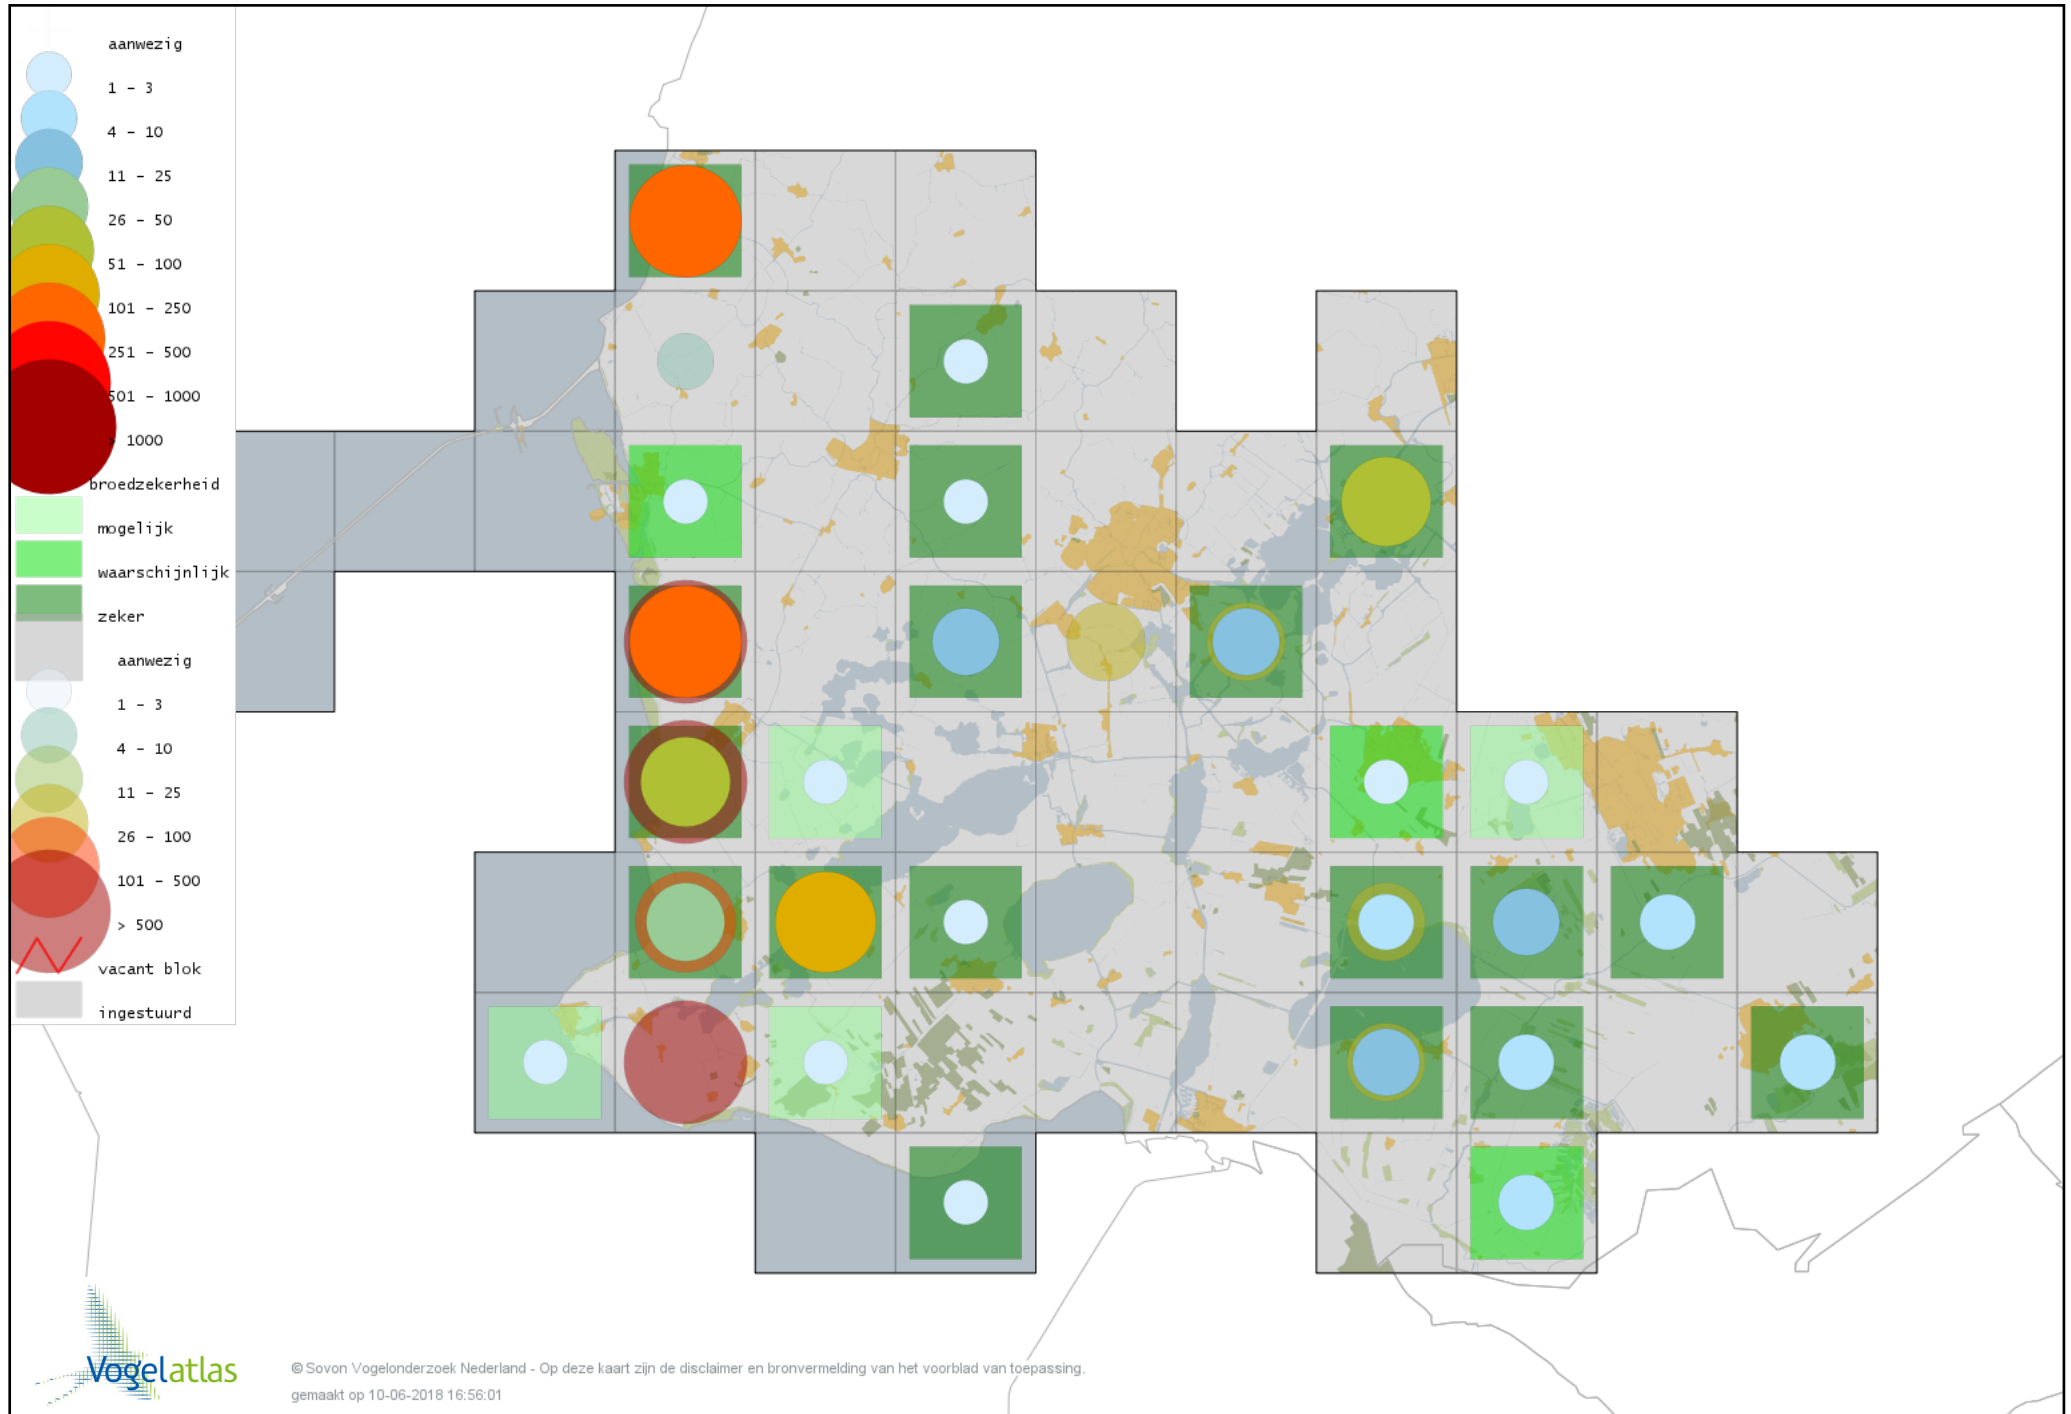 aanwezig
1 - 3
4 - 10
11 - 25
26 - 50
51 - 100
101 - 250
251 - 500
501 - 1000
> 1000
broedzekerheid
mogelijk
waarschijnlijk
zeker
aanwezig
1 - 3
4 - 10
11 - 25
26 - 100
101 - 500
> 500
vacant blok
ingestuurd
Vogelatlas
© Sovon Vogelonderzoek Nederland - Op deze kaart zijn de disclaimer en bronvermelding van het voorblad van toepassing.
gemaakt op 10-06-2018 16:56:01